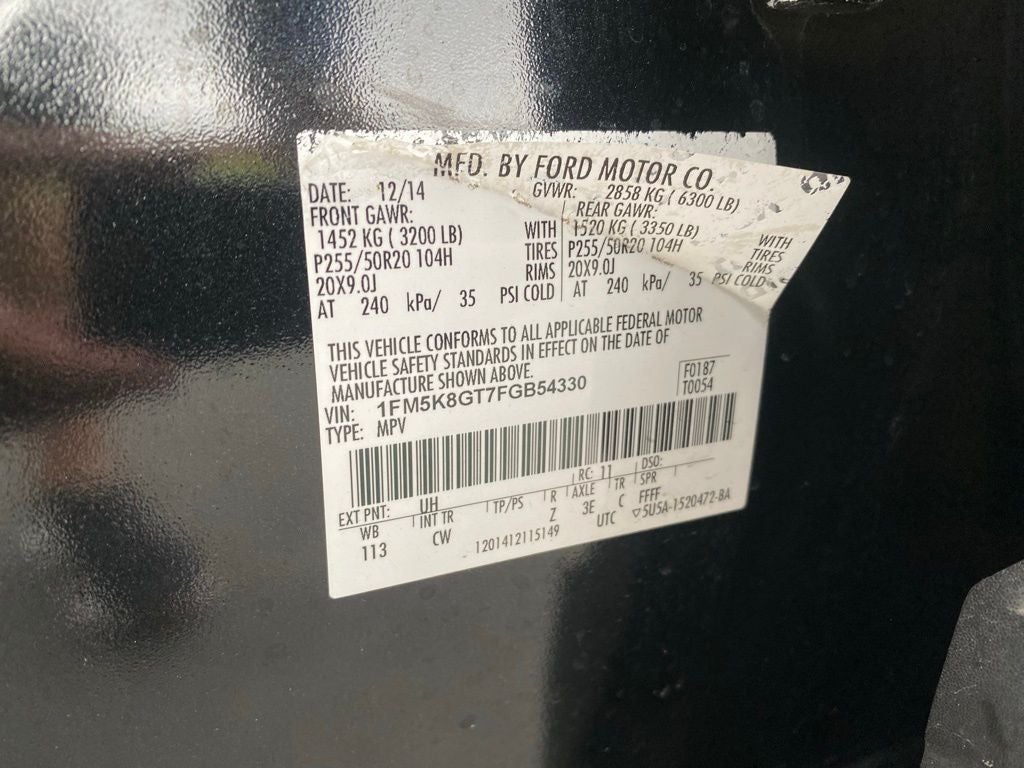 MFD. BY FORD MOTOR CO.
DATE: 12/14 GVWR: 2858 KG ( 6300 LB)
FRONT GAWR: REAR GAWR:
1452 KG ( 3200 LB) WITH 1520 KG ( 3350 LB) WITH
P255/50R20 104H TIRES P255/50R20 104H TIRES
20X9.0J RIMS 20X9.0J RIMS
AT 240 kPa/ 35 PSI COLD AT 240 kPa/ 35 PSI COLD
THIS VEHICLE CONFORMS TO ALL APPLICABLE FEDERAL MOTOR
VEHICLE SAFETY STANDARDS IN EFFECT ON THE DATE OF
MANUFACTURE SHOWN ABOVE.
F0187
VIN: 1FM5K8GT7FGB54330 T0054
TYPE: MPV
EXT PNT: UH RC: 11 DSO:
WB INT TR TP/PS R AXLE TR SPR
113 CW Z 3E C FFFF
1201412115149 UTC ▽5U5A-1520472-BA